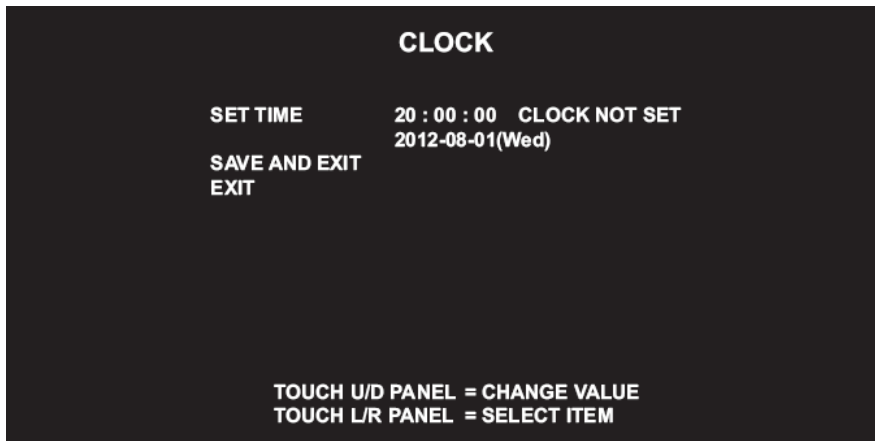 CLOCK
SET TIME 20 : 00 : 00 CLOCK NOT SET
2012-08-01(Wed)
SAVE AND EXIT
EXIT
TOUCH U/D PANEL = CHANGE VALUE
TOUCH L/R PANEL = SELECT ITEM